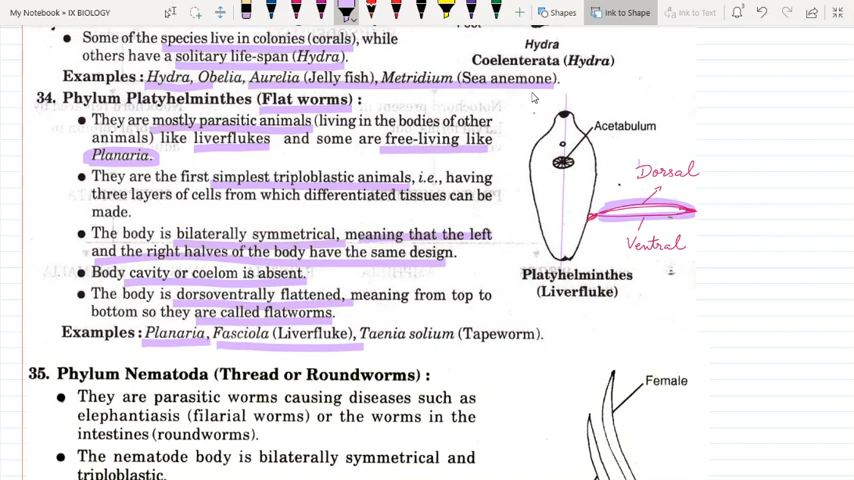 My Notebook » IX BIOLOGY
Shapes
Ink to Shape
Ink to Text
Some of the species live in colonies (corals), while
others have a solitary life-span (Hydra).
Examples : Hydra, Obelia, Aurelia (Jelly fish), Metridium (Sea anemone).
Hydra
Coelenterata (Hydra)
34. Phylum Platyhelminthes (Flat worms) :
• They are mostly parasitic animals (living in the bodies of other
animals) like liverflukes and some are free-living like
Planaria.
• They are the first simplest triploblastic animals, i.e., having
three layers of cells from which differentiated tissues can be
made.
• The body is bilaterally symmetrical, meaning that the left
and the right halves of the body have the same design.
• Body cavity or coelom is absent.
• The body is dorsoventrally flattened, meaning from top to
bottom so they are called flatworms.
Examples : Planaria, Fasciola (Liverfluke), Taenia solium (Tapeworm).
Acetabulum
Dorsal
Ventral
Platyhelminthes
(Liverfluke)
35. Phylum Nematoda (Thread or Roundworms) :
• They are parasitic worms causing diseases such as
elephantiasis (filarial worms) or the worms in the
intestines (roundworms).
• The nematode body is bilaterally symmetrical and
triploblastic.
Female